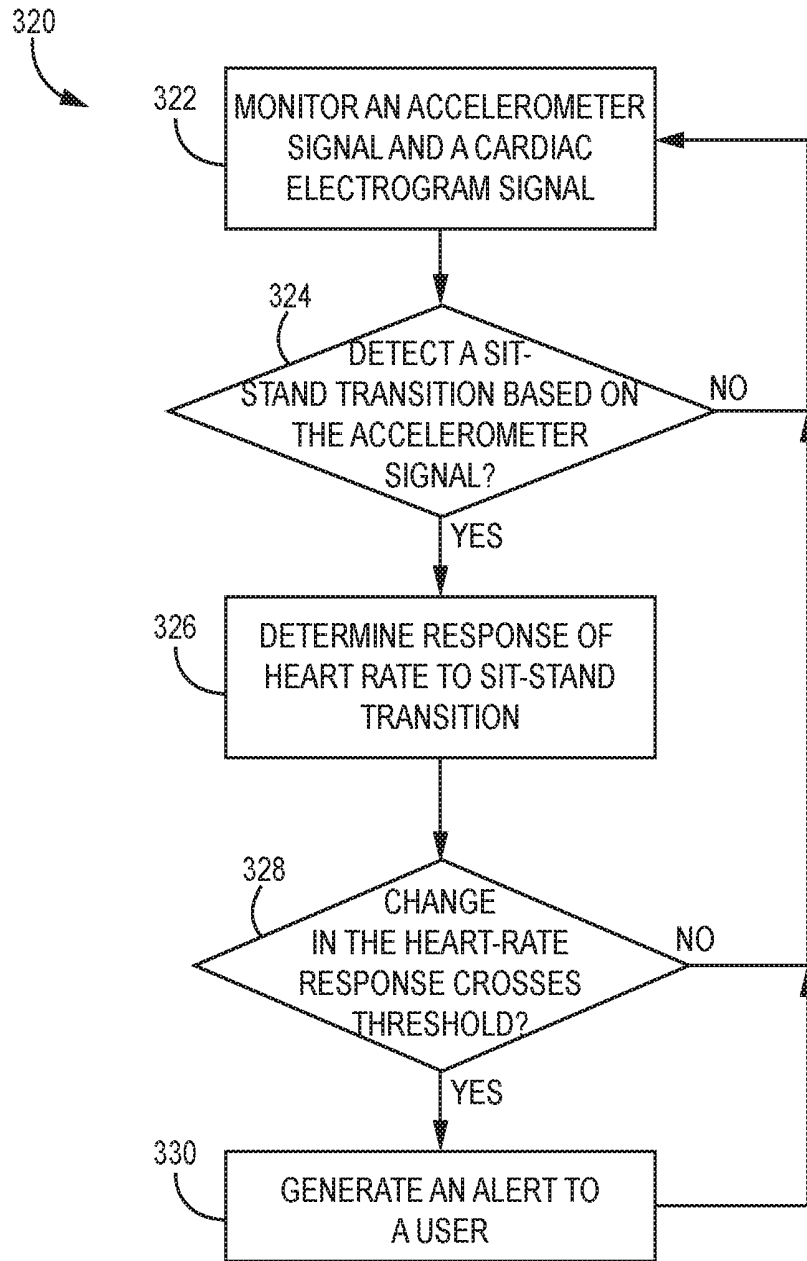 320
322
MONITOR AN ACCELEROMETER
SIGNAL AND A CARDIAC
ELECTROGRAM SIGNAL
324
DETECT A SIT-
STAND TRANSITION BASED ON
THE ACCELEROMETER
SIGNAL?
NO
YES
326
DETERMINE RESPONSE OF
HEART RATE TO SIT-STAND
TRANSITION
328
CHANGE
IN THE HEART-RATE
RESPONSE CROSSES
THRESHOLD?
NO
YES
330
GENERATE AN ALERT TO
A USER